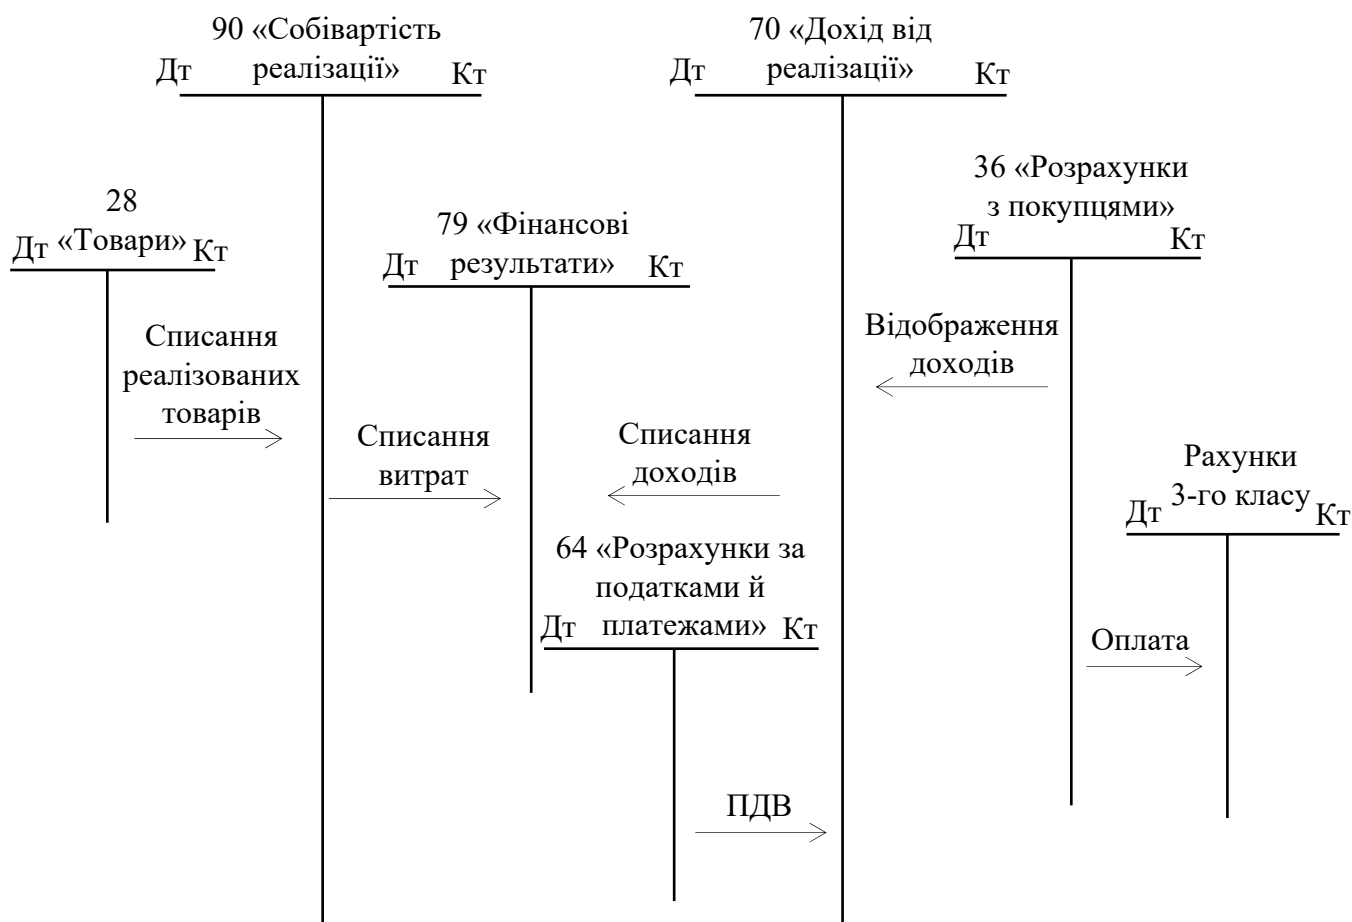 90 «Собівартість
реалізації»
Дт
Кт
70 «Дохід від
реалізації»
Дт
Кт
36 «Розрахунки
з покупцями»
Дт
Кт
28
«Товари»
Дт
Кт
79 «Фінансові
результати»
Дт
Кт
Списання
реалізованих
товарів
Відображення
доходів
Списання
витрат
Списання
доходів
Рахунки
3-го класу
Дт
Кт
64 «Розрахунки за
податками й
платежами»
Дт
Кт
Оплата
ПДВ